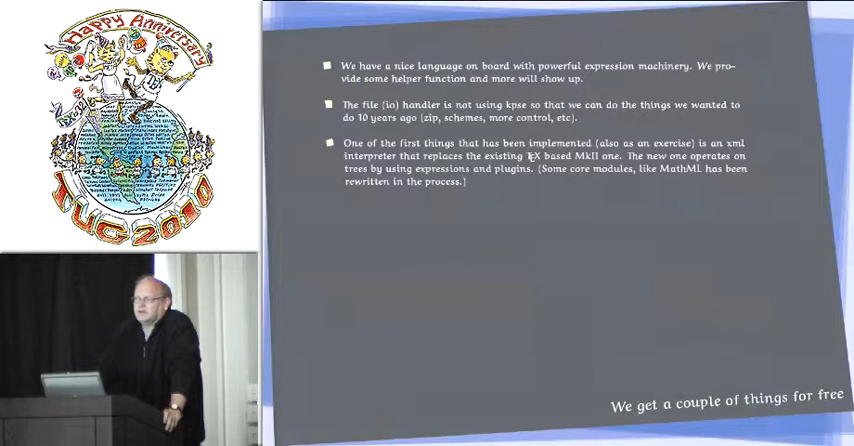 Happy Anniversary
TUG 2010
We have a nice language on board with powerful expression machinery. We pro-
vide some helper function and more will show up.
The file (io) handler is not using kpse so that we can do the things we wanted to
do 10 years ago (zip, schemes, more control, etc).
One of the first things that has been implemented (also as an exercise) is an xml
interpreter that replaces the existing TEX based MkII one. The new one operates on
trees by using expressions and plugins. (Some core modules, like MathML has been
rewritten in the process.)
We get a couple of things for free